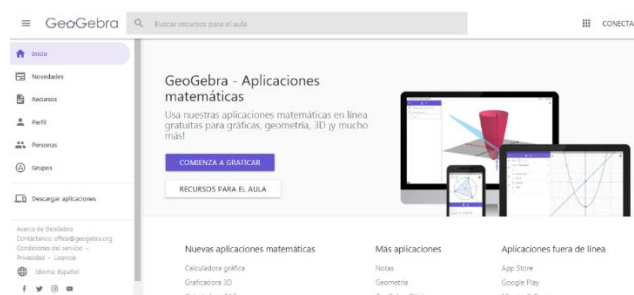 GeoGebra
Buscar recursos para el aula
CONECTA
Inicio
Novedades
Recursos
Perfil
Personas
Grupos
Descargar aplicaciones
Acerca de GeoGebra
Contáctanos: office@geogebra.org
Condiciones del servicio –
Privacidad – Licencia
Idioma: Español
GeoGebra - Aplicaciones
matemáticas
Usa nuestras aplicaciones matemáticas en línea
gratuitas para gráficas, geometría, 3D ¡y mucho
más!
COMIENZA A GRAFICAR
RECURSOS PARA EL AULA
Nuevas aplicaciones matemáticas
Calculadora gráfica
Graficadora 3D
Más aplicaciones
Notas
Geometría
Aplicaciones fuera de línea
App Store
Google Play